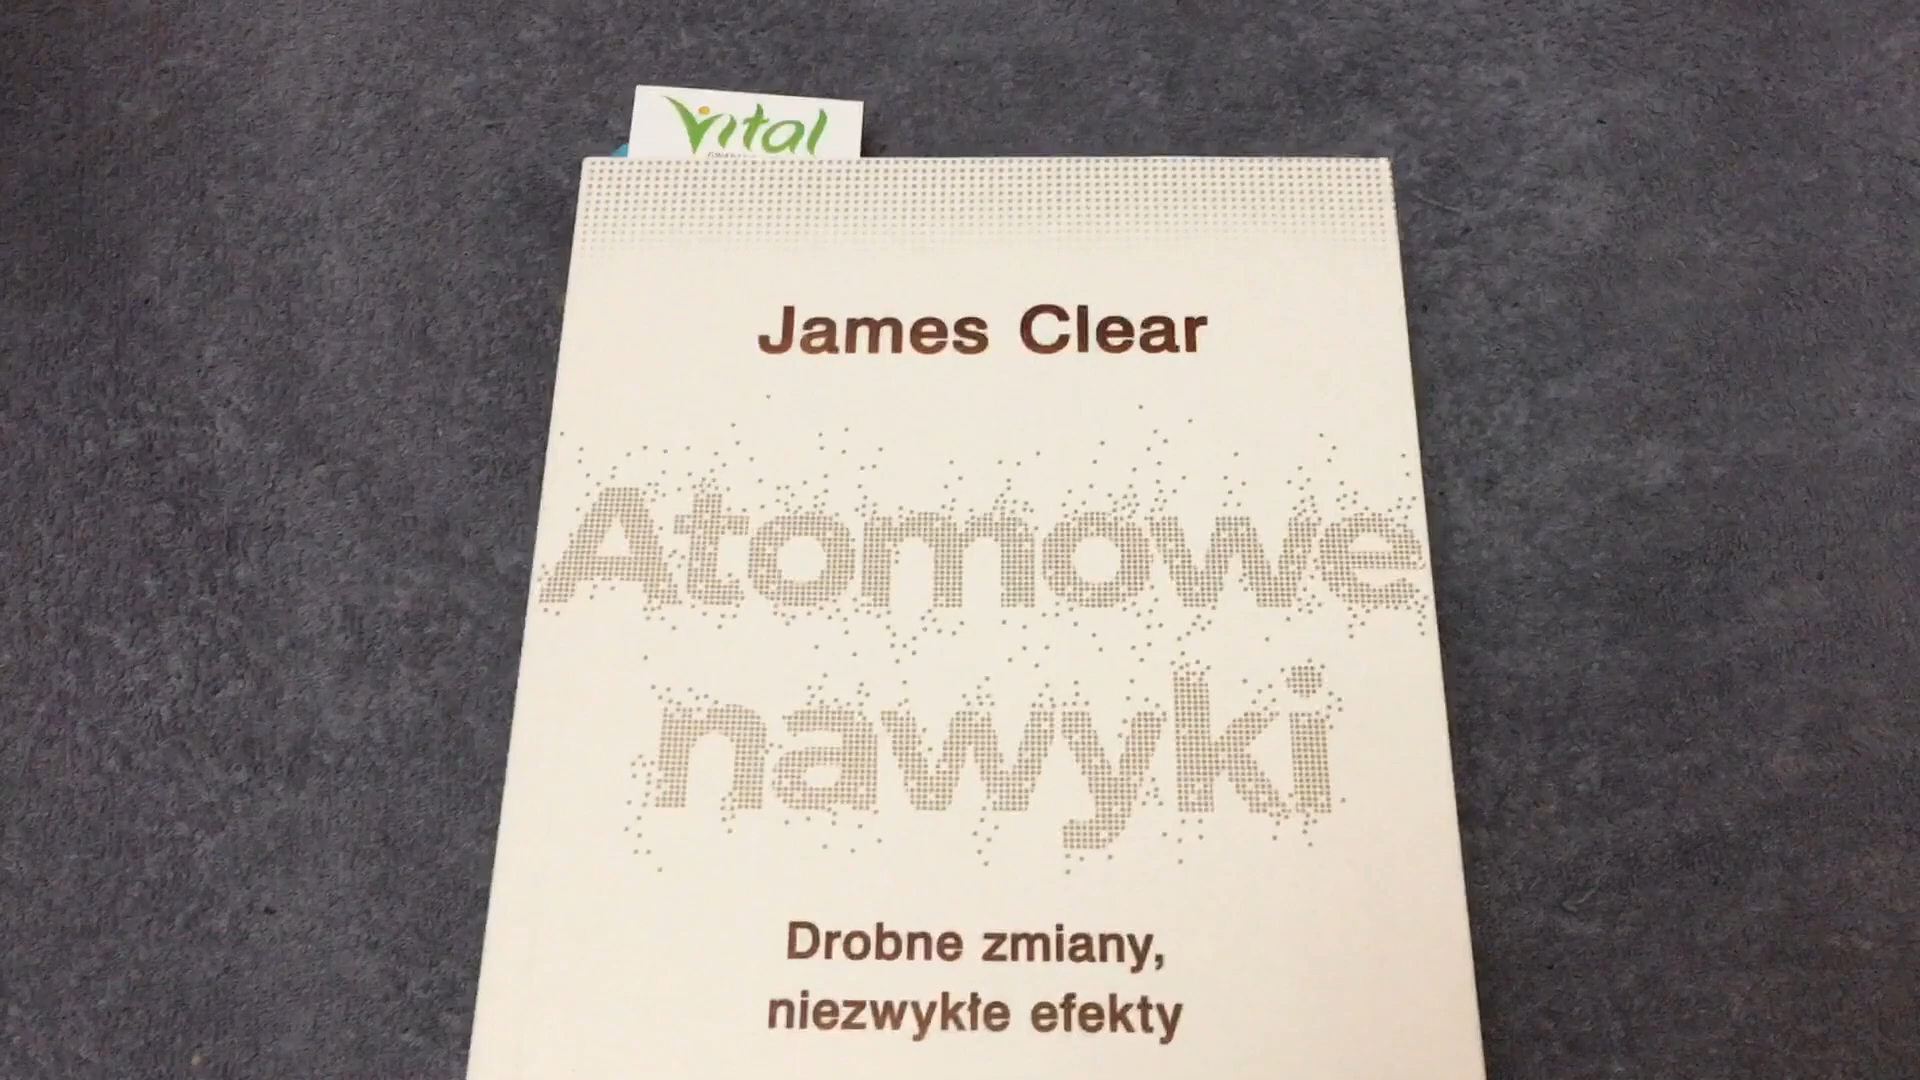 Vital
James Clear
Atomowe
nawyki
Drobne zmiany,
niezwykłe efekty